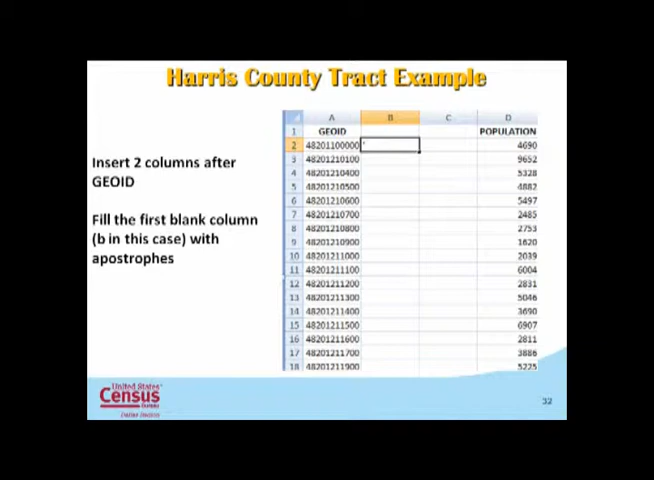 Harris County Tract Example
Insert 2 columns after
GEOID
Fill the first blank column
(b in this case) with
apostrophes
A B C D
1 GEOID POPULATION
2 48201100000 ' 4690
3 48201210100 9652
4 48201210400 5328
5 48201210500 4882
6 48201210600 5497
7 48201210700 2485
8 48201210800 2753
9 48201210900 1620
10 48201211000 2039
11 48201211100 6004
12 48201211200 2831
13 48201211300 5046
14 48201211400 3690
15 48201211500 6907
16 48201211600 2811
17 48201211700 3886
18 48201211900 5225
United States
Census
Bureau
32